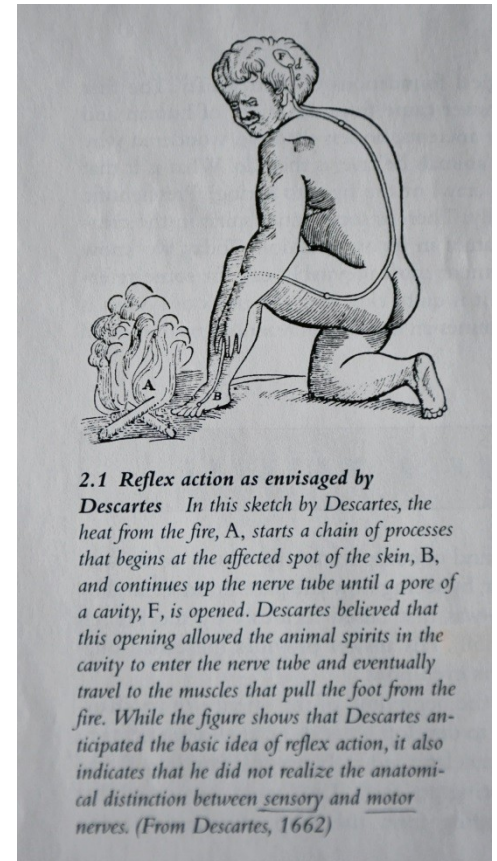 F
d
e
A
B
2.1 Reflex action as envisaged by
Descartes In this sketch by Descartes, the
heat from the fire, A, starts a chain of processes
that begins at the affected spot of the skin, B,
and continues up the nerve tube until a pore of
a cavity, F, is opened. Descartes believed that
this opening allowed the animal spirits in the
cavity to enter the nerve tube and eventually
travel to the muscles that pull the foot from the
fire. While the figure shows that Descartes an-
ticipated the basic idea of reflex action, it also
indicates that he did not realize the anatomi-
cal distinction between sensory and motor
nerves. (From Descartes, 1662)